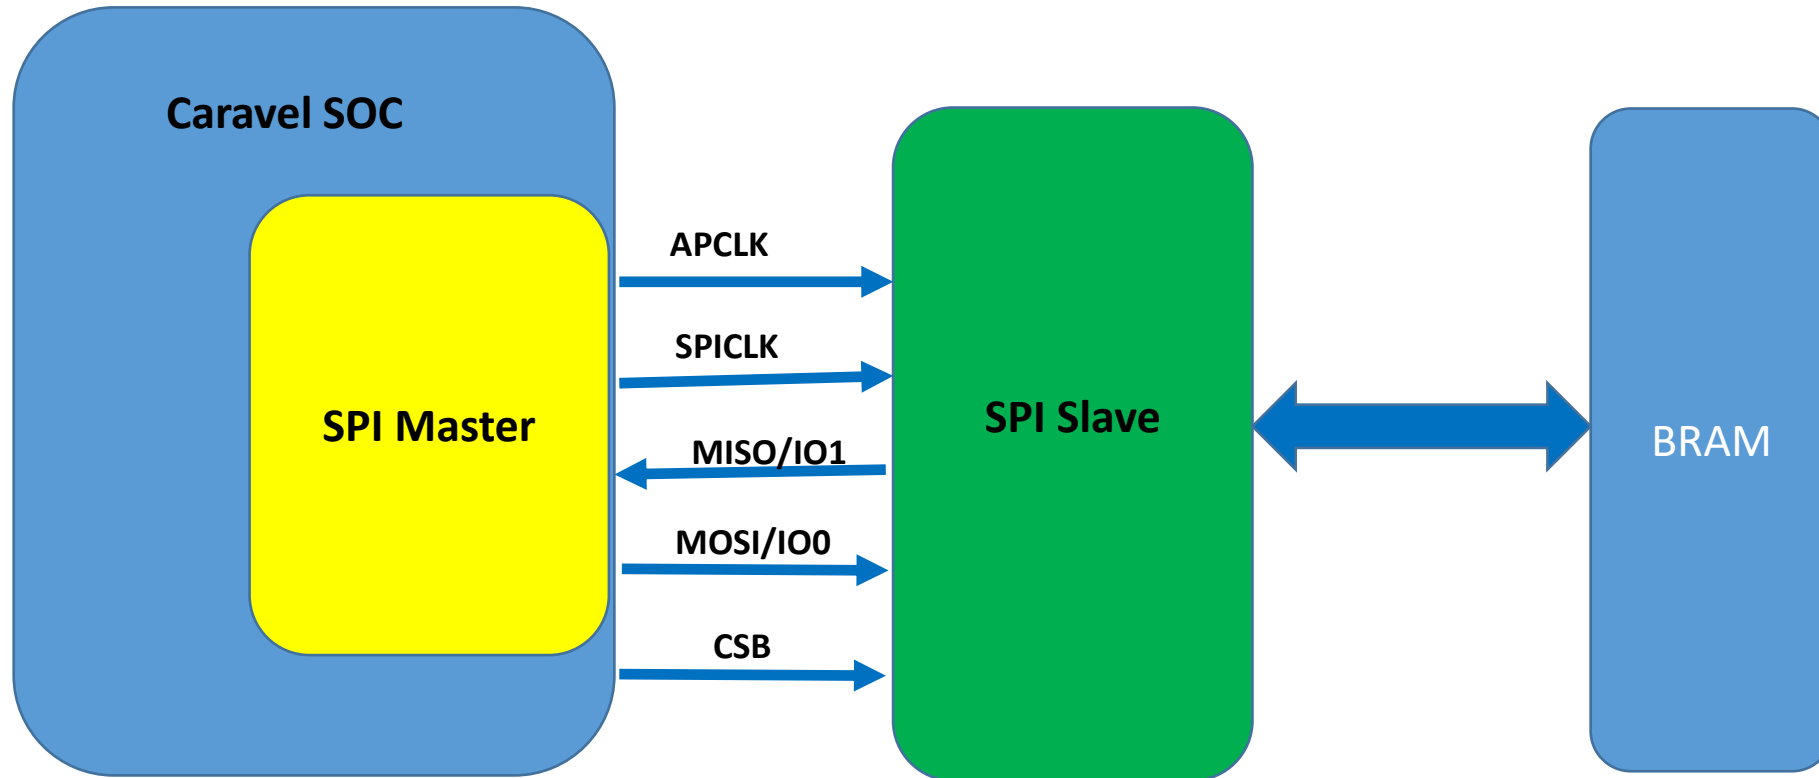 Caravel SOC
SPI Master
APCLK
SPICLK
MISO/IO1
MOSI/IO0
CSB
SPI Slave
BRAM